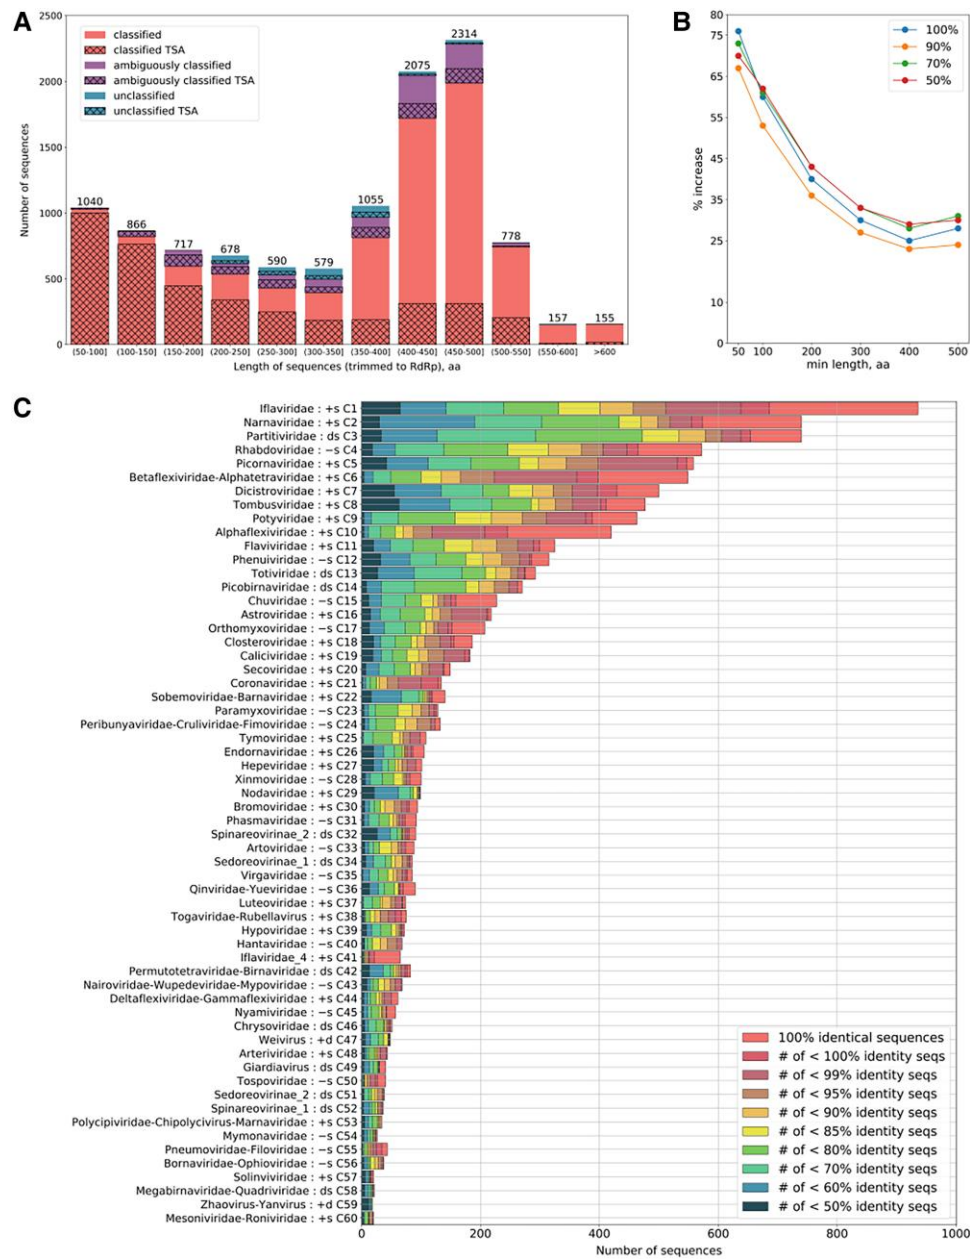 A
2500
2000
1500
1000
500
0
Number of sequences
classified
classified TSA
ambiguously classified
ambiguously classified TSA
unclassified
unclassified TSA
1040
866
717
678
590
579
1055
2075
2314
778
157
155
(50-100]
(100-150]
(150-200]
(200-250]
(250-300]
(300-350]
(350-400]
(400-450]
(450-500]
(500-550]
(550-600]
>600
Length of sequences (trimmed to RdRp), aa
B
80
75
65
55
45
35
25
10
0
% increase
100%
90%
70%
50%
50 100 200 300 400 500
min length, aa
C
Iflaviridae : +s C1
Narnaviridae : +s C2
Partitiviridae : ds C3
Rhabdoviridae : −s C4
Picornaviridae : +s C5
Betaflexiviridae-Alphatetraviridae : +s C6
Dicistroviridae : +s C7
Tombusviridae : +s C8
Potyviridae : +s C9
Alphaflexiviridae : +s C10
Flaviviridae : +s C11
Phenuiviridae : −s C12
Totiviridae : ds C13
Picobirnaviridae : ds C14
Chuviridae : −s C15
Astroviridae : +s C16
Orthomyxoviridae : −s C17
Closteroviridae : +s C18
Caliciviridae : +s C19
Secoviridae : +s C20
Coronaviridae : +s C21
Sobemoviridae-Barnaviridae : +s C22
Paramyxoviridae : −s C23
Peribunyaviridae-Cruliviridae-Fimoviridae : −s C24
Tymoviridae : +s C25
Endornaviridae : +s C26
Hepeviridae : +s C27
Xinmoviridae : −s C28
Nodaviridae : +s C29
Bromoviridae : +s C30
Phasmaviridae : −s C31
Spinareovirinae_2 : ds C32
Artoviridae : −s C33
Sedoreovirinae_1 : ds C34
Virgaviridae : −s C35
Qinviridae-Yueviridae : −s C36
Luteoviridae : +s C37
Togaviridae-Rubellavirus : +s C38
Hypoviridae : +s C39
Hantaviridae : −s C40
Iflaviridae_4 : +s C41
Permutotetraviridae-Birnaviridae : ds C42
Nairoviridae-Wupedeviridae-Mypoviridae : −s C43
Deltaflexiviridae-Gammaflexiviridae : +s C44
Nyamiviridae : −s C45
Chrysoviridae : ds C46
Weivirus : +d C47
Arteriviridae : +s C48
Giardiavirus : ds C49
Tospoviridae : −s C50
Sedoreovirinae_2 : ds C51
Spinareovirinae_1 : ds C52
Polycipiviridae-Chipolycivirus-Marnaviridae : +s C53
Mymonaviridae : −s C54
Pneumoviridae-Filoviridae : −s C55
Bornaviridae-Ophioviridae : −s C56
Solinviviridae : +s C57
Megabirnaviridae-Quadriviridae : ds C58
Zhaovirus-Yanvirus : +d C59
Mesoniviridae-Roniviridae : +s C60
100% identical sequences
# of < 100% identity seqs
# of < 99% identity seqs
# of < 95% identity seqs
# of < 90% identity seqs
# of < 85% identity seqs
# of < 80% identity seqs
# of < 70% identity seqs
# of < 60% identity seqs
# of < 50% identity seqs
0 200 400 600 800 1000
Number of sequences